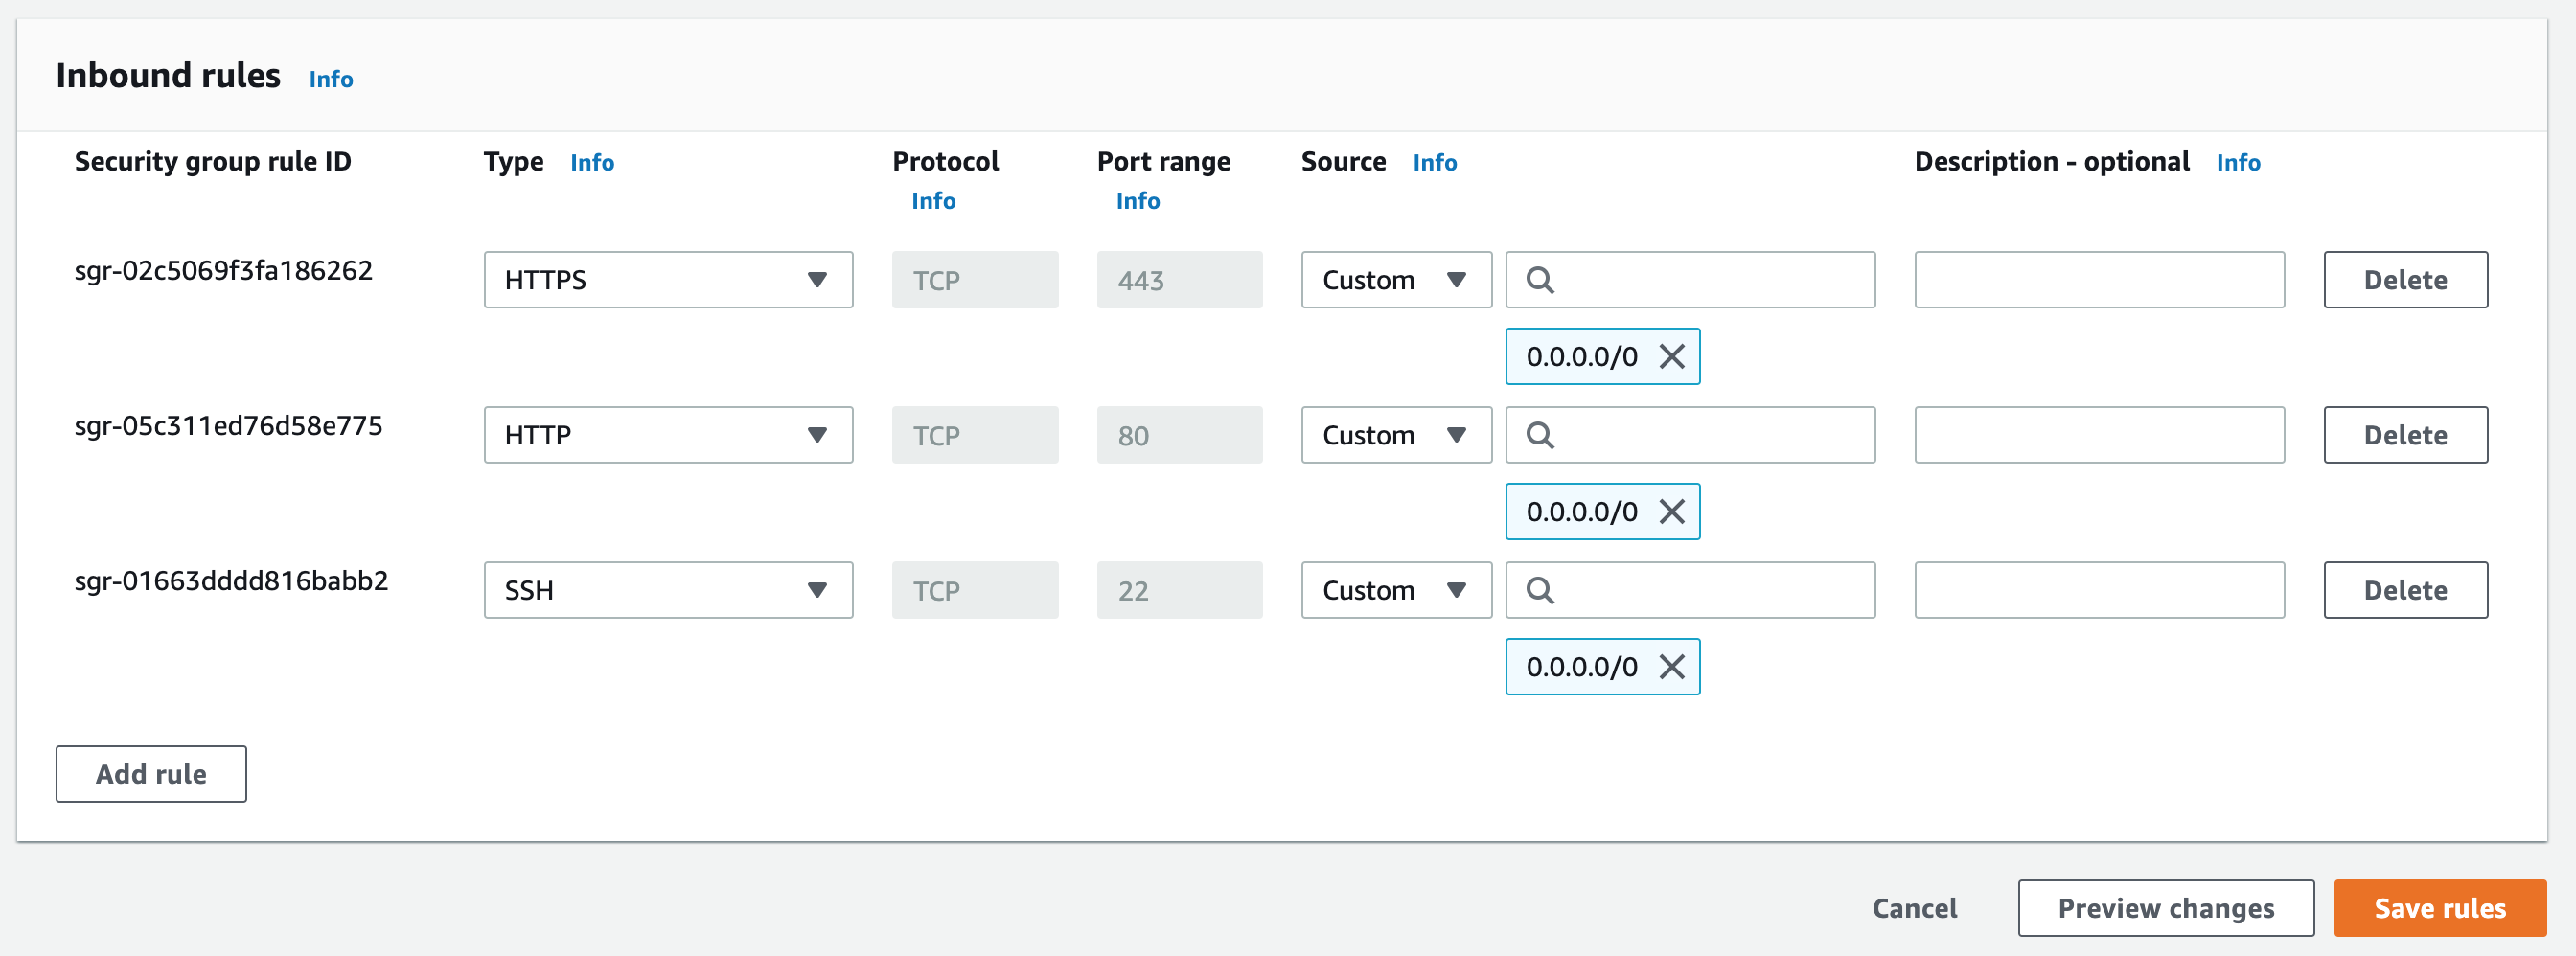 Inbound rules Info
Security group rule ID Type Info Protocol Info Port range Info Source Info Description - optional Info
sgr-02c5069f3fa186262 HTTPS TCP 443 Custom Delete
0.0.0.0/0
sgr-05c311ed76d58e775 HTTP TCP 80 Custom Delete
0.0.0.0/0
sgr-01663dddd816babb2 SSH TCP 22 Custom Delete
0.0.0.0/0
Add rule
Cancel Preview changes Save rules